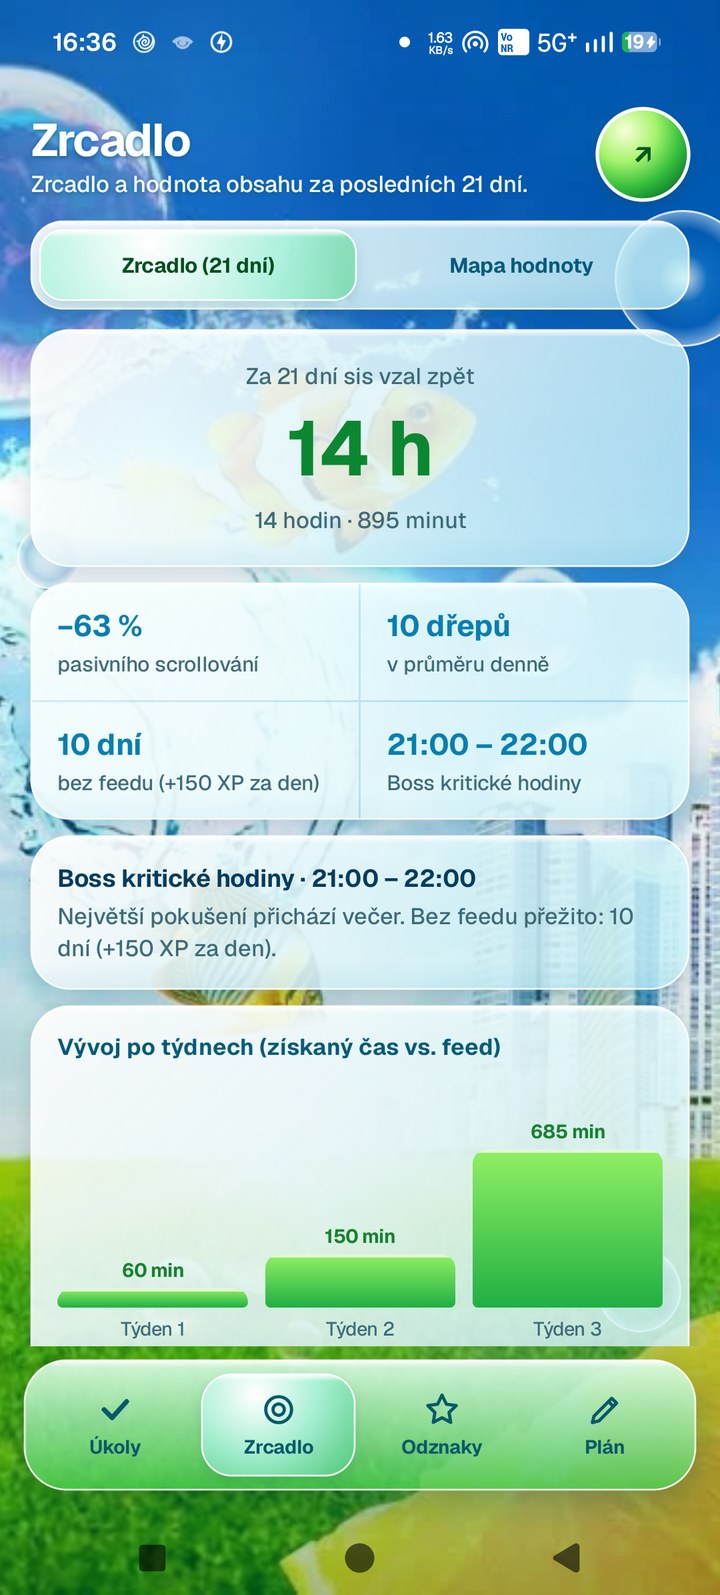 16:36
1.63 KB/s
Vo NR
5G+
19
Zrcadlo
Zrcadlo a hodnota obsahu za posledních 21 dní.
Zrcadlo (21 dní)
Mapa hodnoty
Za 21 dní sis vzal zpět
14 h
14 hodin · 895 minut
–63 %
pasivního scrollování
10 dřepů
v průměru denně
10 dní
bez feedu (+150 XP za den)
21:00 – 22:00
Boss kritické hodiny
Boss kritické hodiny · 21:00 – 22:00
Největší pokušení přichází večer. Bez feedu přežito: 10
dní (+150 XP za den).
Vývoj po týdnech (získaný čas vs. feed)
60 min
150 min
685 min
Týden 1
Týden 2
Týden 3
Úkoly
Zrcadlo
Odznaky
Plán